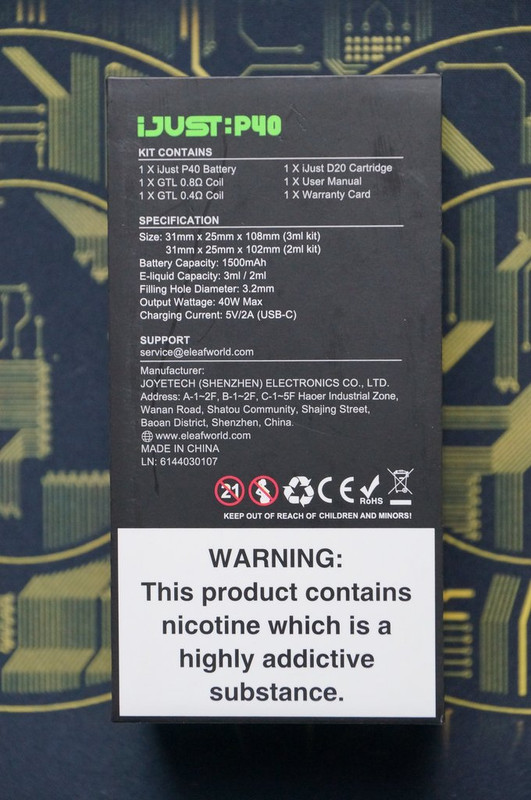 iJUST:P40
KIT CONTAINS
1 X iJust P40 Battery
1 X iJust D20 Cartridge
1 X GTL 0.8Ω Coil
1 X User Manual
1 X GTL 0.4Ω Coil
1 X Warranty Card
SPECIFICATION
Size: 31mm x 25mm x 108mm (3ml kit)
31mm x 25mm x 102mm (2ml kit)
Battery Capacity: 1500mAh
E-liquid Capacity: 3ml / 2ml
Filling Hole Diameter: 3.2mm
Output Wattage: 40W Max
Charging Current: 5V/2A (USB-C)
SUPPORT
service@eleafworld.com
Manufacturer:
JOYETECH (SHENZHEN) ELECTRONICS CO., LTD.
Address: A-1~2F, B-1~2F, C-1~5F Haoer Industrial Zone,
Wanan Road, Shatou Community, Shajing Street,
Baoan District, Shenzhen, China.
www.eleafworld.com
MADE IN CHINA
LN: 6144030107
21
CE
RoHS
KEEP OUT OF REACH OF CHILDREN AND MINORS!
WARNING:
This product contains
nicotine which is a
highly addictive
substance.